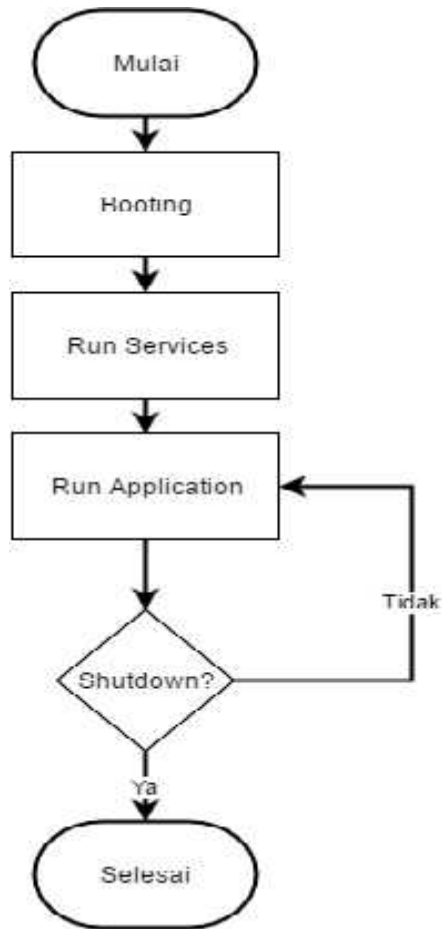 Mulai
Booting
Run Services
Run Application
Tidak
Shutdown?
Ya
Selesai